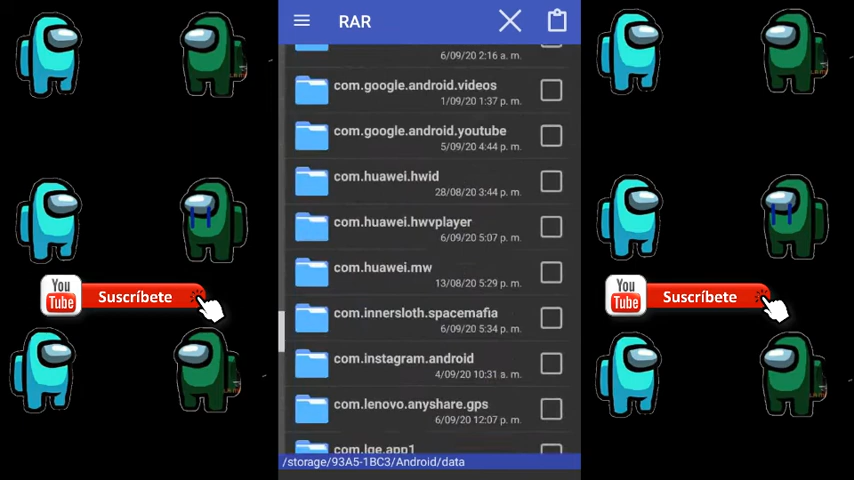 RAR
6/09/20 2:16 a. m.
com.google.android.videos
1/09/20 1:37 p. m.
com.google.android.youtube
5/09/20 4:44 p. m.
com.huawei.hwid
28/08/20 3:44 p. m.
com.huawei.hwvplayer
6/09/20 5:07 p. m.
com.huawei.mw
13/08/20 5:29 p. m.
com.innersloth.spacemafia
6/09/20 5:34 p. m.
com.instagram.android
4/09/20 10:31 a. m.
com.lenovo.anyshare.gps
6/09/20 12:07 p. m.
com.lge.app1
/storage/93A5-1BC3/Android/data
You
Tube
Suscríbete
You
Tube
Suscríbete